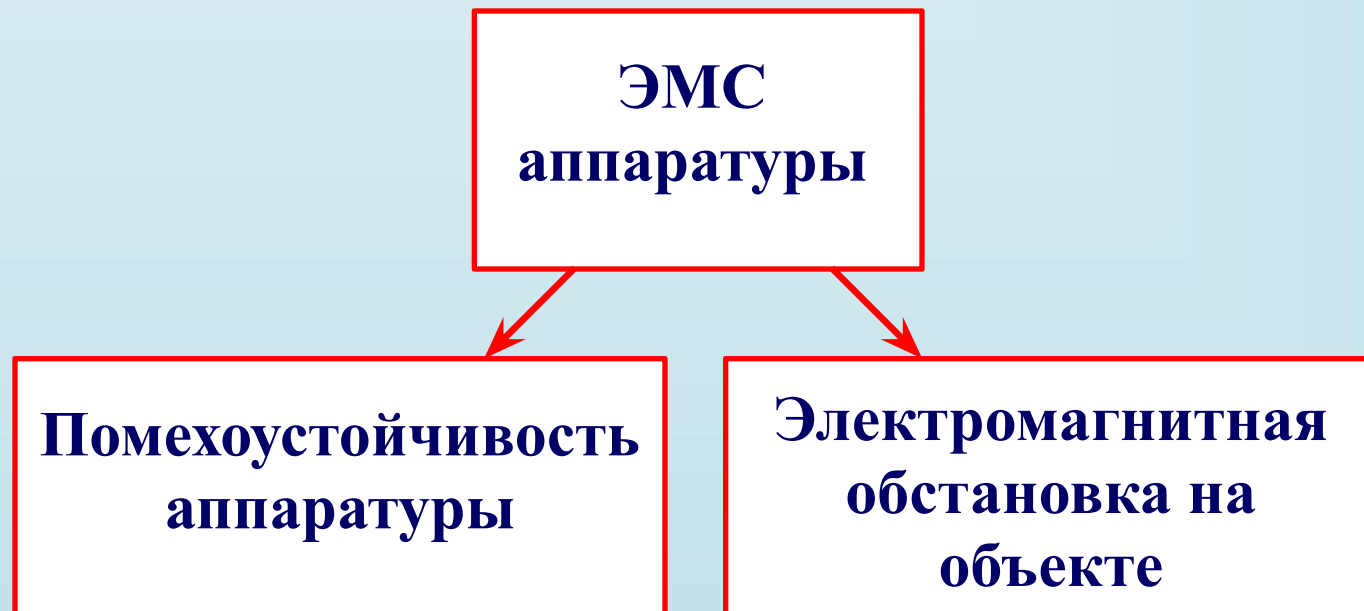 ЭМС
аппаратуры
Помехоустойчивость
аппаратуры
Электромагнитная
обстановка на
объекте